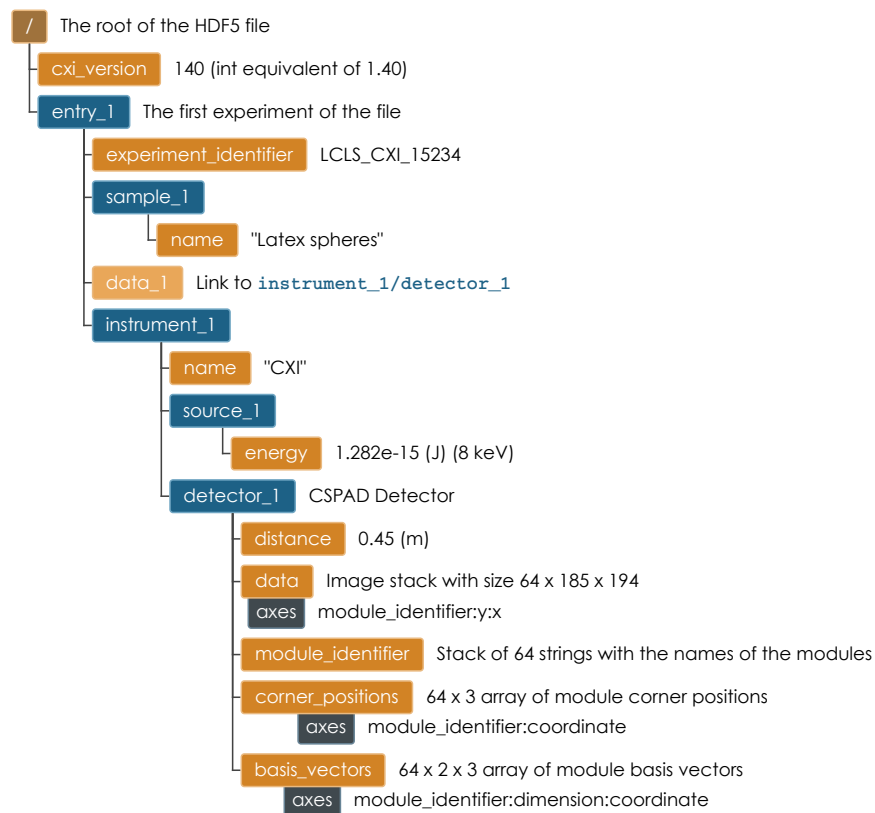 / The root of the HDF5 file
cxi_version 140 (int equivalent of 1.40)
entry_1 The first experiment of the file
experiment_identifier LCLS_CXI_15234
sample_1
name "Latex spheres"
data_1 Link to instrument_1/detector_1
instrument_1
name "CXI"
source_1
energy 1.282e-15 (J) (8 keV)
detector_1 CSPAD Detector
distance 0.45 (m)
data Image stack with size 64 x 185 x 194
axes module_identifier:y:x
module_identifier Stack of 64 strings with the names of the modules
corner_positions 64 x 3 array of module corner positions
axes module_identifier:coordinate
basis_vectors 64 x 2 x 3 array of module basis vectors
axes module_identifier:dimension:coordinate